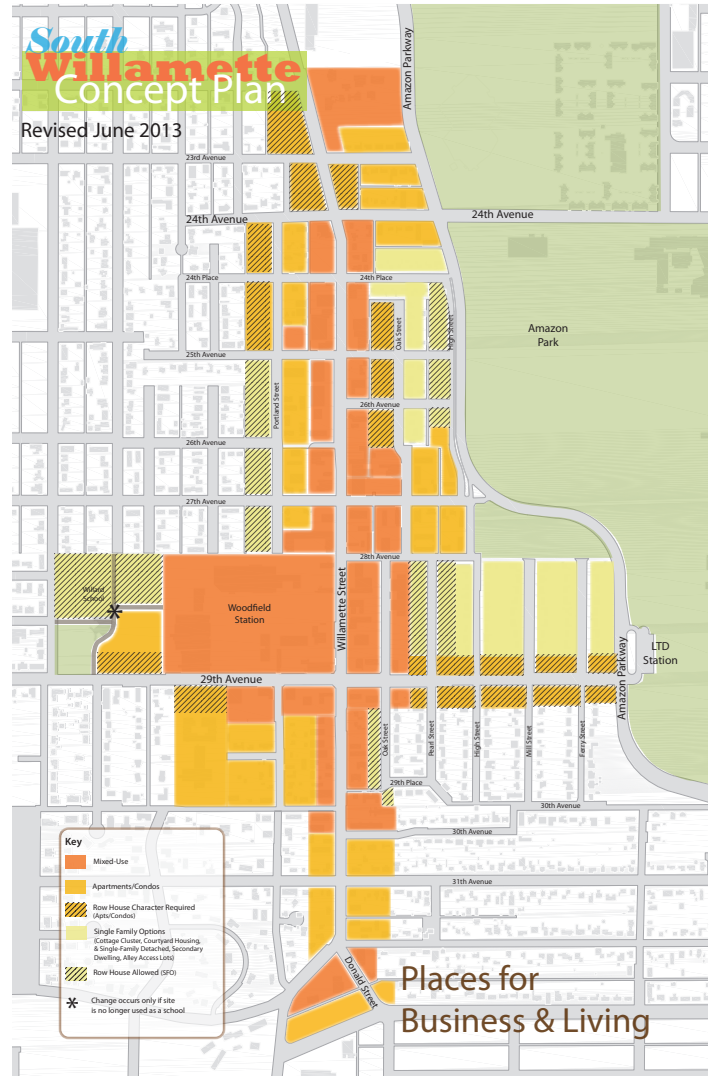 South
Willamette
Concept Plan
Revised June 2013
Amazon Parkway
23rd Avenue
24th Avenue
24th Avenue
24th Place
24th Place
Amazon
Park
Oak Street
High Street
25th Avenue
Portland Street
26th Avenue
26th Avenue
27th Avenue
28th Avenue
Willard
School
*
Woodfield
Station
Willamette Street
29th Avenue
LTD
Station
Amazon Parkway
Oak Street
Pearl Street
High Street
Mill Street
Ferry Street
29th Place
30th Avenue
30th Avenue
31th Avenue
Donald Street
Key
Mixed-Use
Apartments/Condos
Row House Character Required
(Apts/Condos)
Single Family Options
(Cottage Cluster, Courtyard Housing,
& Single-Family Detached, Secondary
Dwelling, Alley Access Lots)
Row House Allowed (SFO)
* Change occurs only if site
is no longer used as a school
Places for
Business & Living